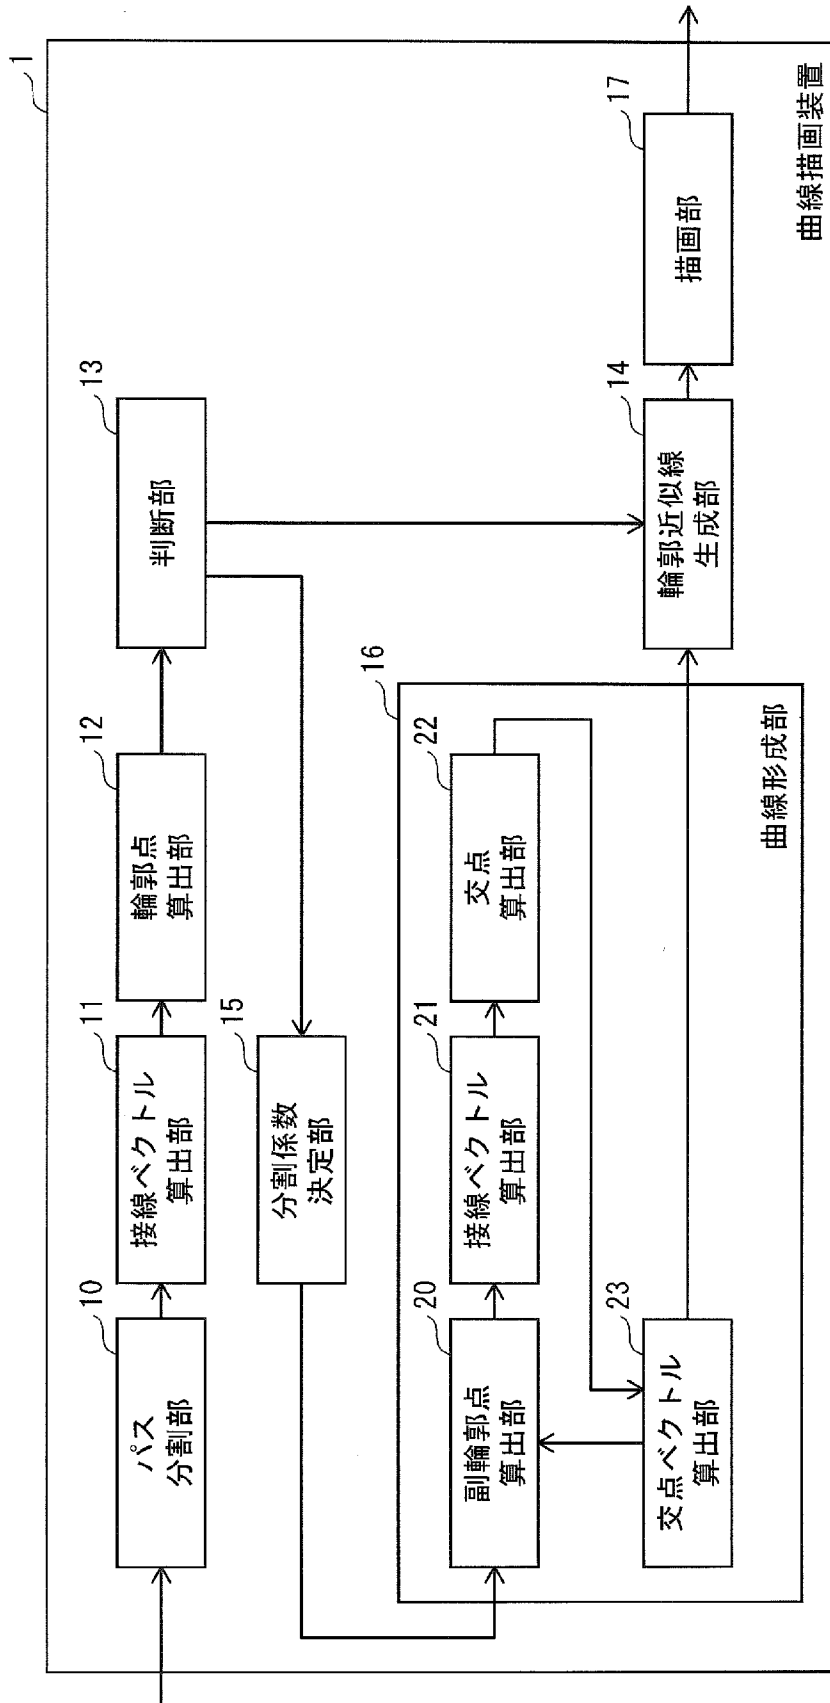 1
10
パス
分割部
11
接線ベクトル
算出部
12
輪郭点
算出部
13
判断部
15
分割係数
決定部
16
20
副輪郭点
算出部
21
接線ベクトル
算出部
22
交点
算出部
23
交点ベクトル
算出部
曲線形成部
14
輪郭近似線
生成部
17
描画部
曲線描画装置